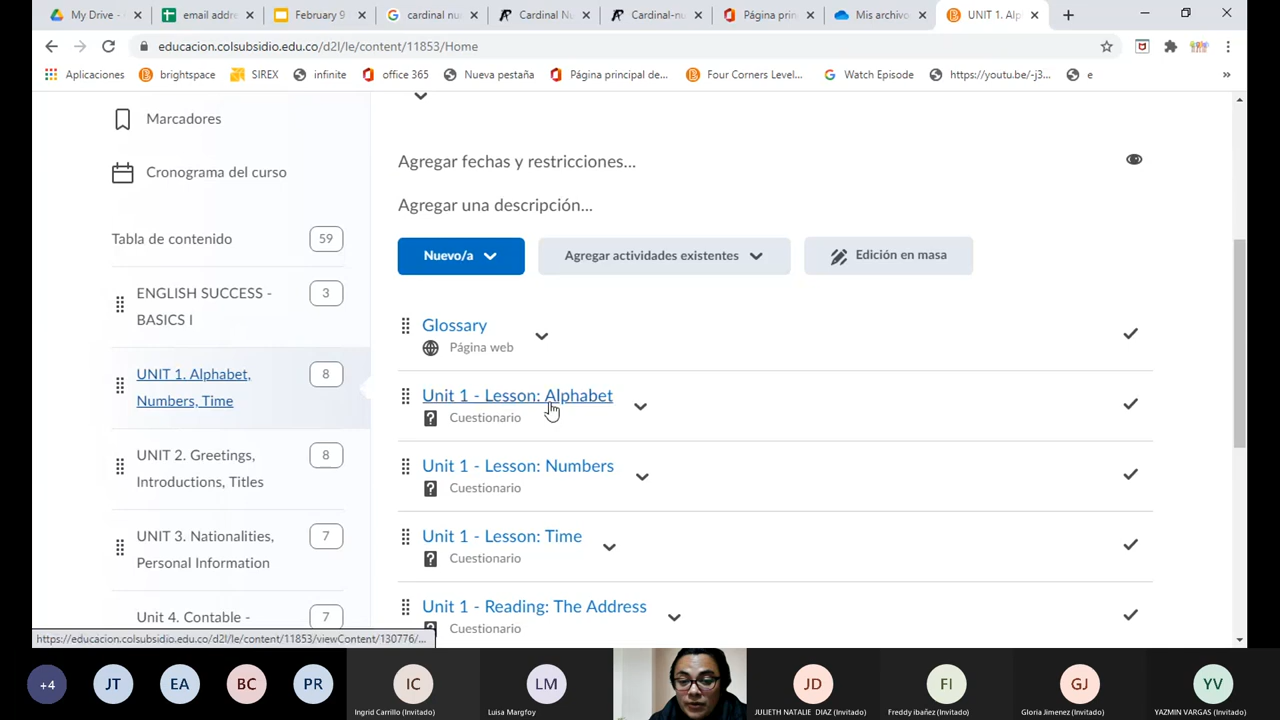 My Drive -
email addre
February 9
cardinal nu
Cardinal Nu
Cardinal-nu
Página prin
Mis archivo
UNIT 1. Alp
educacion.colsubsidio.edu.co/d2l/le/content/11853/Home
Aplicaciones
brightspace
SIREX
infinite
office 365
Nueva pestaña
Página principal de...
Four Corners Level...
Watch Episode
https://youtu.be/-j3...
e
»
Marcadores
Cronograma del curso
Tabla de contenido
59
ENGLISH SUCCESS -
BASICS I
3
UNIT 1. Alphabet,
Numbers, Time
8
UNIT 2. Greetings,
Introductions, Titles
8
UNIT 3. Nationalities,
Personal Information
7
Unit 4. Contable -
7
Agregar fechas y restricciones...
Agregar una descripción...
Nuevo/a
Agregar actividades existentes
Edición en masa
Glossary
Página web
Unit 1 - Lesson: Alphabet
Cuestionario
Unit 1 - Lesson: Numbers
Cuestionario
Unit 1 - Lesson: Time
Cuestionario
Unit 1 - Reading: The Address
Cuestionario
https://educacion.colsubsidio.edu.co/d2l/le/content/11853/viewContent/130776/...
+4
JT
EA
BC
PR
IC
Ingrid Carrillo (Invitado)
LM
Luisa Margfoy
JD
JULIETH NATALIE DIAZ (Invitado)
FI
Freddy ibañez (Invitado)
GJ
Gloria Jimenez (Invitado)
YV
YAZMIN VARGAS (Invitado)